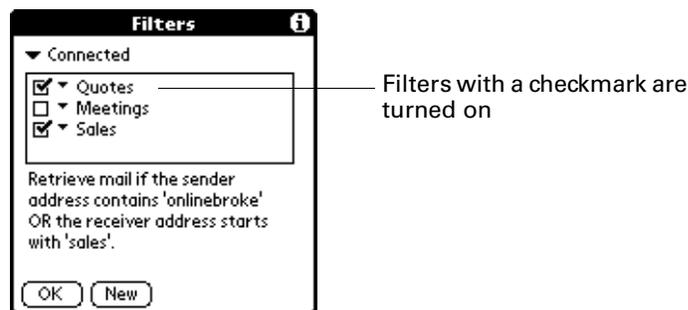 Filters
Connected
Quotes
Meetings
Sales
Retrieve mail if the sender
address contains 'onlinebroke'
OR the receiver address starts
with 'sales'.
OK New
Filters with a checkmark are
turned on